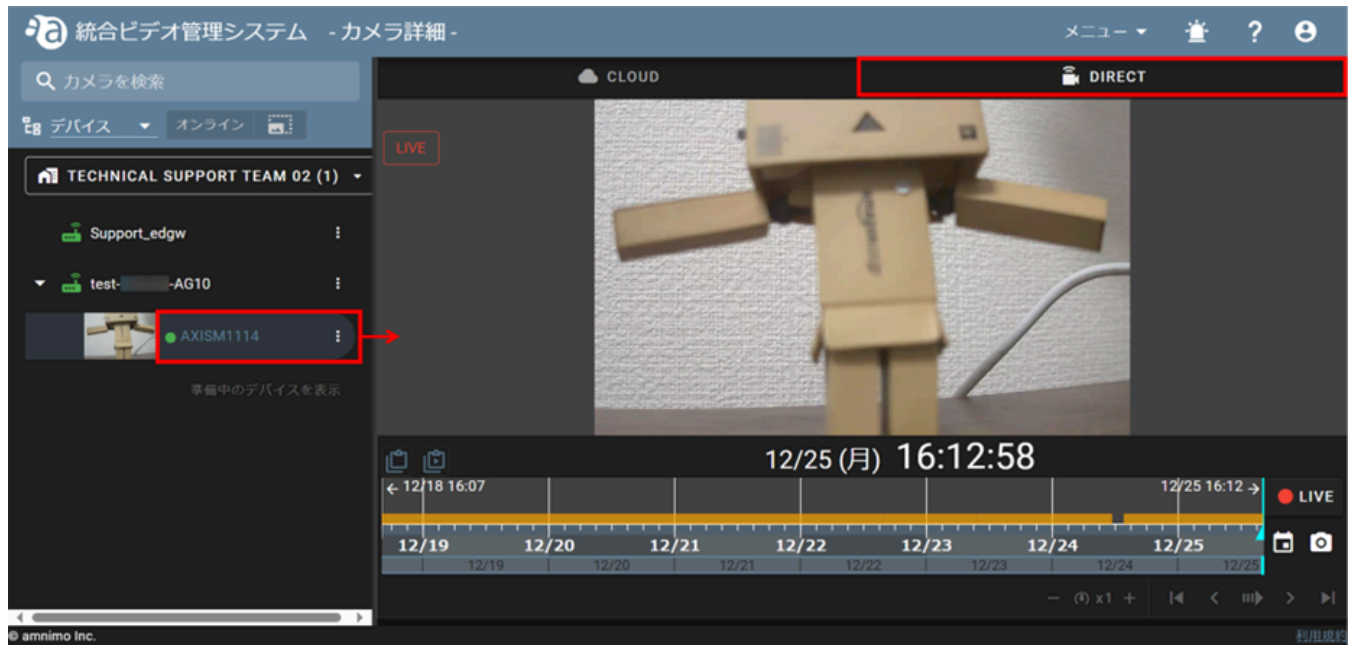 統合ビデオ管理システム - カメラ詳細 -
メニュー
?
カメラを検索
デバイス オンライン
CLOUD
DIRECT
LIVE
TECHNICAL SUPPORT TEAM 02 (1)
Support_edgw
test- -AG10
AXISM1114
準備中のデバイスを表示
amazon
12/25 (月) 16:12:58
← 12/18 16:07
12/25 16:12 →
LIVE
12/19 12/20 12/21 12/22 12/23 12/24 12/25
12/19 12/20 12/21 12/22 12/23 12/24 12/25
x1
© amnimo Inc.
利用規約